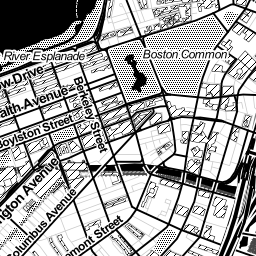 River Esplanade
Boston Common
Drive
Avenue
Berkeley Street
Boylston Street
Avenue
Columbus Avenue
Street